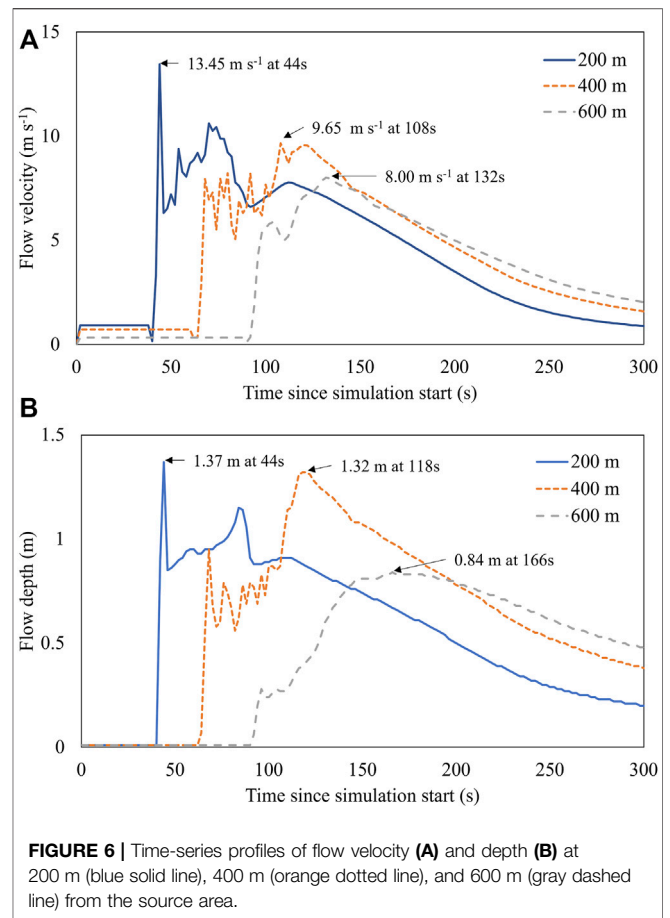 A
15
10
5
0
Flow velocity (m s-1)
13.45 m s-1 at 44s
9.65 m s-1 at 108s
8.00 m s-1 at 132s
200 m
400 m
600 m
0 50 100 150 200 250 300
Time since simulation start (s)
B
1.5
1
0.5
0
Flow depth (m)
1.37 m at 44s
1.32 m at 118s
0.84 m at 166s
200 m
400 m
600 m
0 50 100 150 200 250 300
Time since simulation start (s)
FIGURE 6 | Time-series profiles of flow velocity (A) and depth (B) at
200 m (blue solid line), 400 m (orange dotted line), and 600 m (gray dashed
line) from the source area.